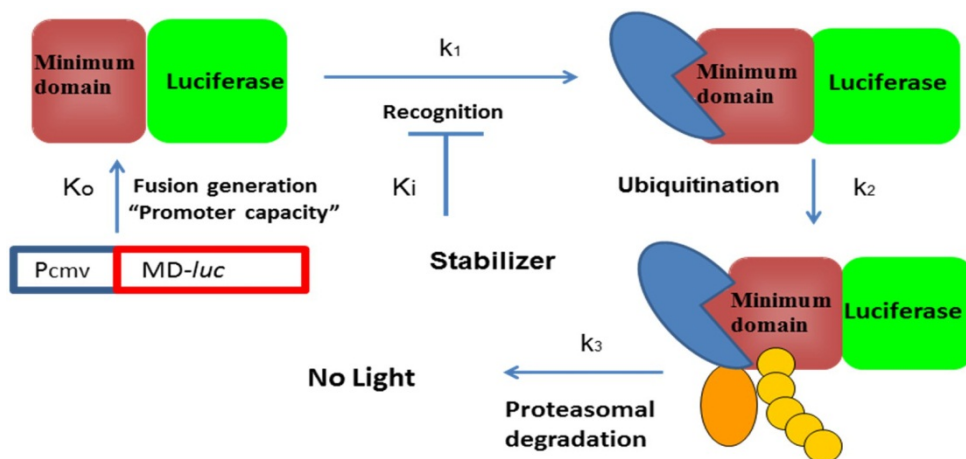 Minimum
domain
Luciferase
k₁
Recognition
Minimum
domain
Luciferase
Ko
Fusion generation
“Promoter capacity”
Ki
Ubiquitination
k₂
Pcmv
MD-luc
Stabilizer
Minimum
domain
Luciferase
No Light
k₃
Proteasomal
degradation